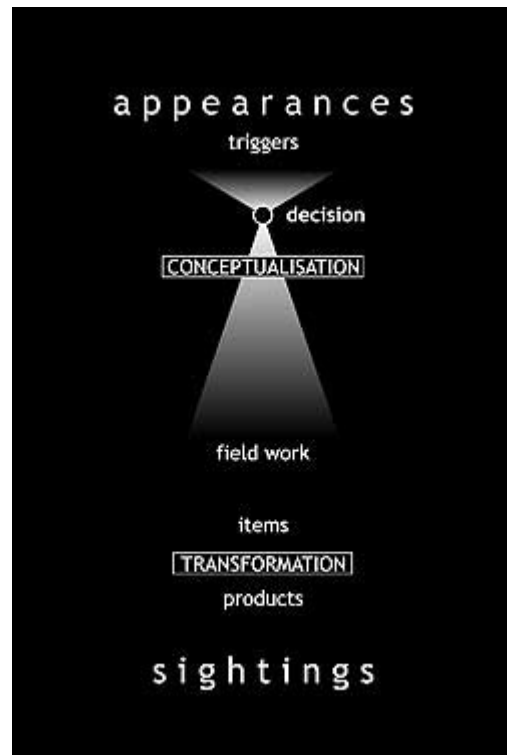 appearances
triggers
decision
CONCEPTUALISATION
field work
items
TRANSFORMATION
products
sightings